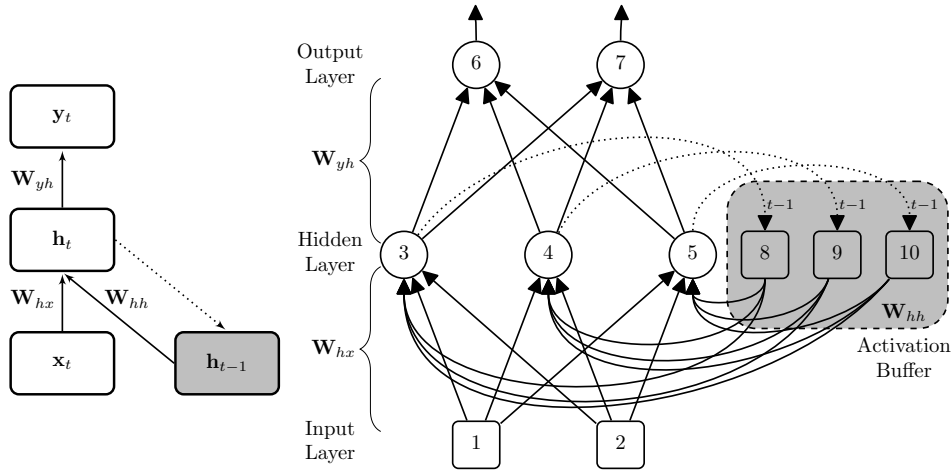 y_t
W_yh
h_t
W_hx
W_hh
x_t
h_{t−1}
Output
Layer
6
7
W_yh
Hidden
Layer
3
4
5
t−1
t−1
t−1
8
9
10
W_hh
Activation
Buffer
W_hx
Input
Layer
1
2